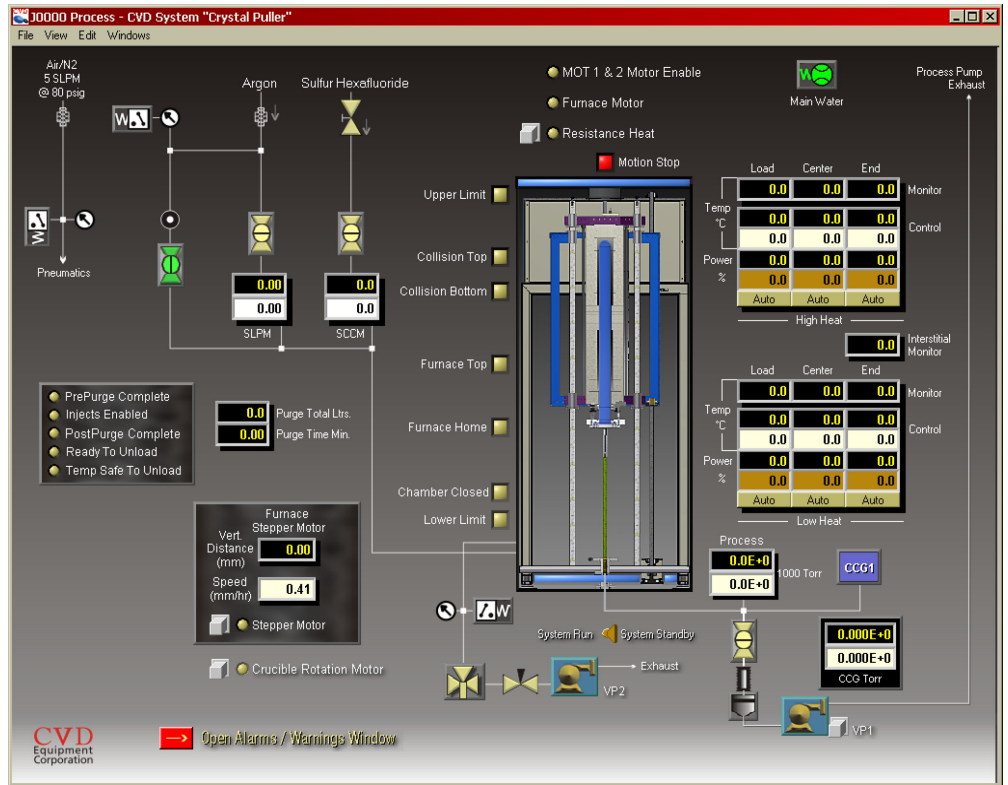 J0000 Process - CVD System "Crystal Puller"
File View Edit Windows
Air/N2
5 SLPM
@ 80 psig
Argon
Sulfur Hexafluoride
MOT 1 & 2 Motor Enable
Furnace Motor
Resistance Heat
Motion Stop
W
Main Water
Process Pump
Exhaust
W
W
Pneumatics
0.00
0.00
SLPM
0.0
0.0
SCCM
Upper Limit
Collision Top
Collision Bottom
Furnace Top
Furnace Home
Chamber Closed
Lower Limit
Load Center End
0.0 0.0 0.0 Monitor
Temp
°C
0.0 0.0 0.0
Control
0.0 0.0 0.0
Power
%
0.0 0.0 0.0
0.0 0.0 0.0
Auto Auto Auto
High Heat
0.0 Interstitial
Monitor
Load Center End
0.0 0.0 0.0 Monitor
Temp
°C
0.0 0.0 0.0
Control
0.0 0.0 0.0
Power
%
0.0 0.0 0.0
0.0 0.0 0.0
Auto Auto Auto
Low Heat
PrePurge Complete
Injects Enabled
PostPurge Complete
Ready To Unload
Temp Safe To Unload
0.0 Purge Total Ltrs.
0.00 Purge Time Min.
Furnace
Stepper Motor
Vert.
Distance
(mm)
0.00
Speed
(mm/hr)
0.41
Stepper Motor
Crucible Rotation Motor
W
System Run System Standby
Exhaust
VP2
Process
0.0E+0
0.0E+0
1000 Torr
CCG1
0.000E+0
0.000E+0
CCG Torr
VP1
CVD
Equipment
Corporation
Open Alarms / Warnings Window